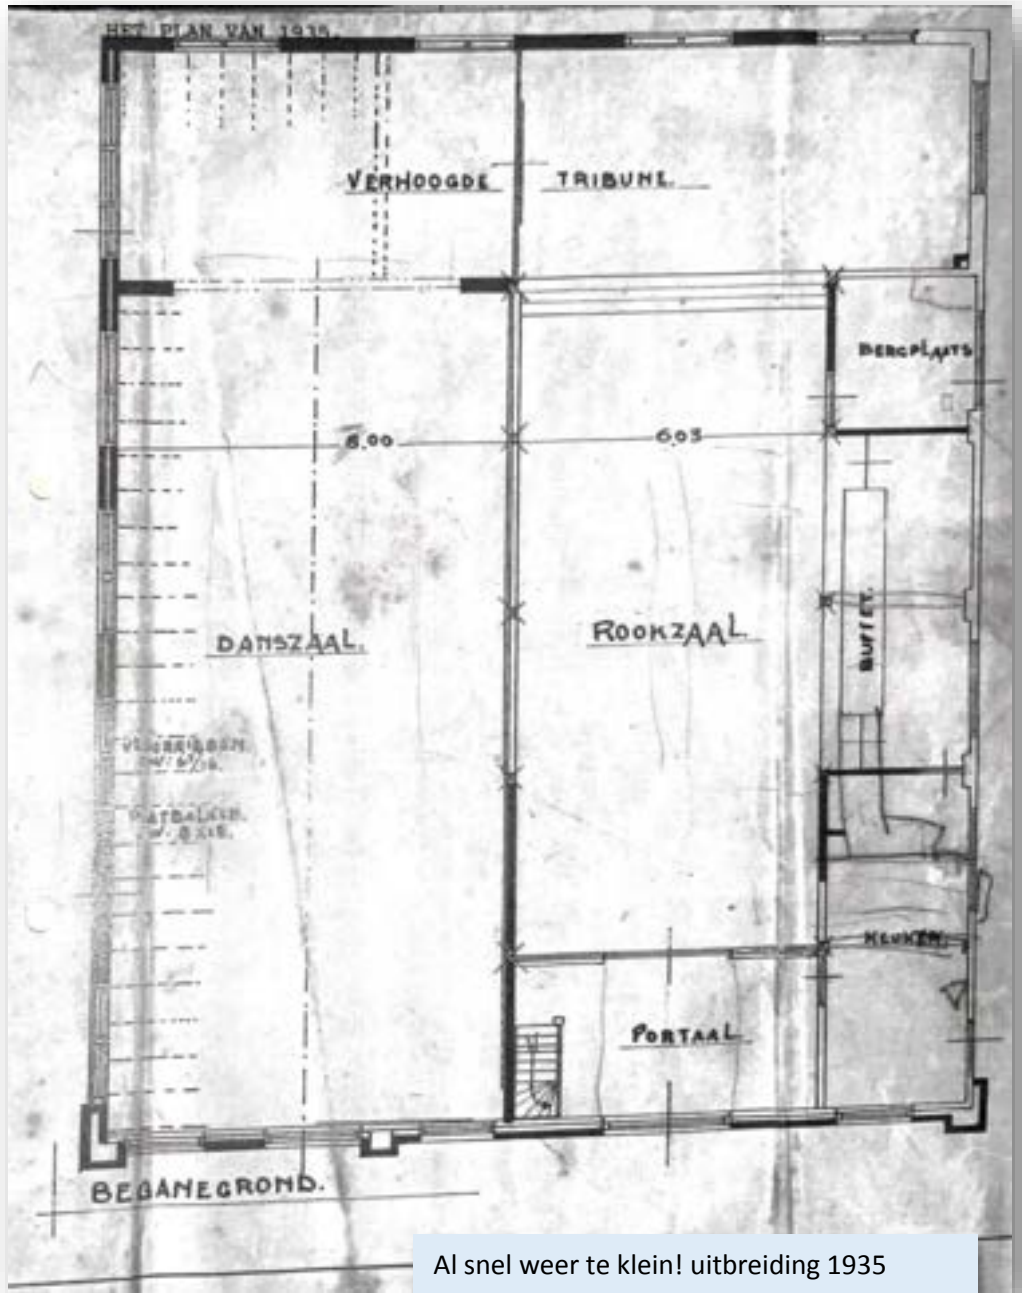 HET PLAN VAN 1935.
VERHOOGDE TRIBUNE.
BERGPLAATS
8.00
6.03
BUFFET.
DANSZAAL.
ROOKZAAL.
KEUKEN.
PORTAAL.
BEGANEGROND.
Al snel weer te klein! uitbreiding 1935